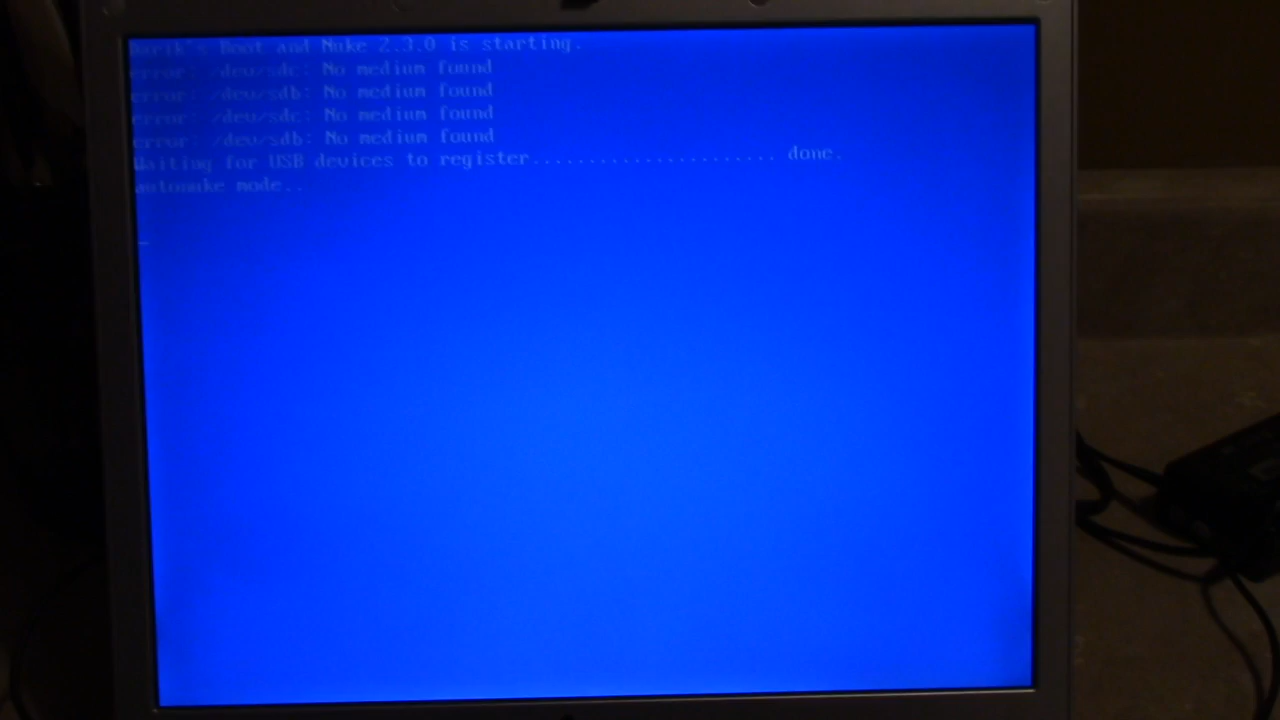 Darik's Boot and Nuke 2.3.0 is starting.
error: /dev/sdc: No medium found
error: /dev/sdb: No medium found
error: /dev/sdc: No medium found
error: /dev/sdb: No medium found
Waiting for USB devices to register...................... done.
autonuke mode..